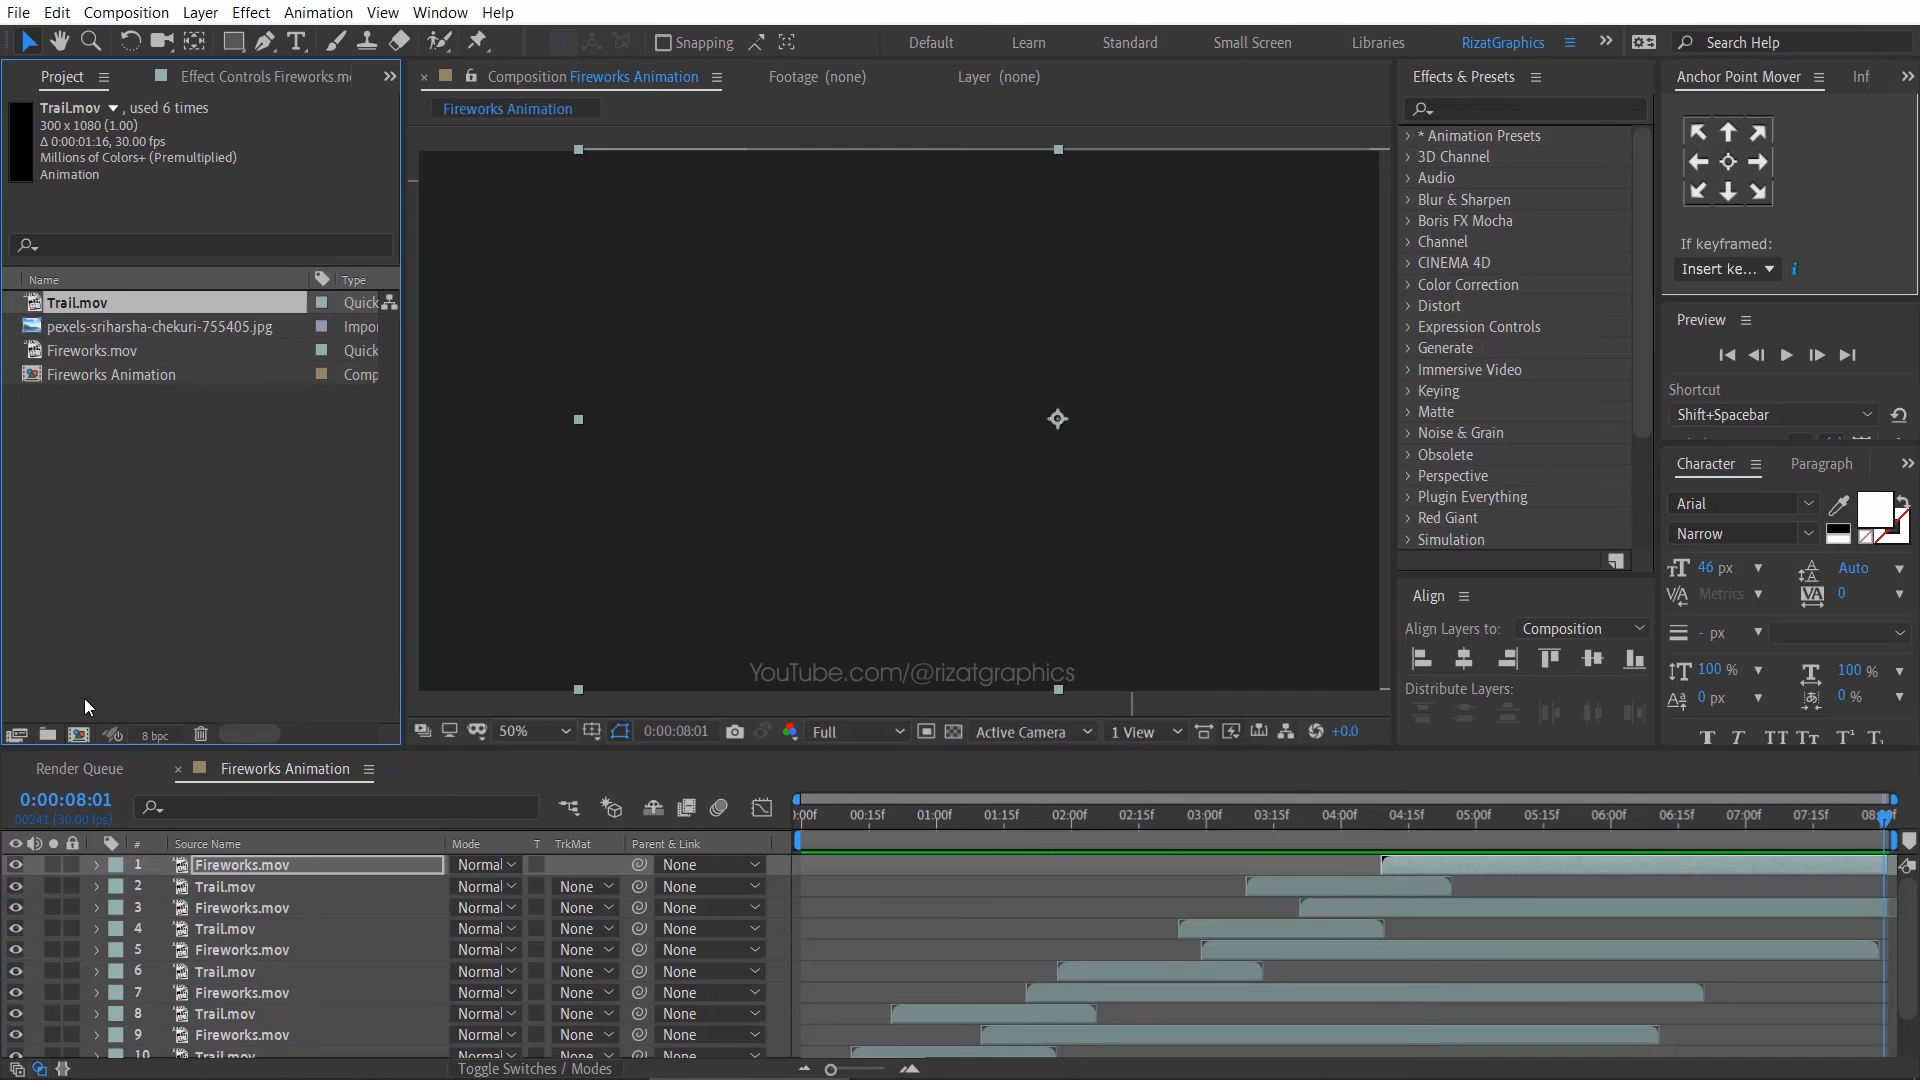 File Edit Composition Layer Effect Animation View Window Help
Snapping Default Learn Standard Small Screen Libraries RizatGraphics Search Help
Project Effect Controls Fireworks.m
Trail.mov , used 6 times
300 x 1080 (1.00)
Δ 0:00:01:16, 30.00 fps
Millions of Colors+ (Premultiplied)
Animation
Name Type
Trail.mov Quick
pexels-sriharsha-chekuri-755405.jpg Impor
Fireworks.mov Quick
Fireworks Animation Comp
8 bpc
Composition Fireworks Animation Footage (none) Layer (none)
Fireworks Animation
YouTube.com/@rizatgraphics
50% 0:00:08:01 Full Active Camera 1 View +0.0
Effects & Presets
* Animation Presets
3D Channel
Audio
Blur & Sharpen
Boris FX Mocha
Channel
CINEMA 4D
Color Correction
Distort
Expression Controls
Generate
Immersive Video
Keying
Matte
Noise & Grain
Obsolete
Perspective
Plugin Everything
Red Giant
Simulation
Align
Align Layers to: Composition
Distribute Layers:
Anchor Point Mover Inf
If keyframed:
Insert ke...
Preview
Shortcut
Shift+Spacebar
Character Paragraph
Arial
Narrow
46 px Auto
Metrics 0
- px
100 % 100 %
0 px 0 %
Render Queue Fireworks Animation
0:00:08:01
00241 (30.00 fps)
:00f 00:15f 01:00f 01:15f 02:00f 02:15f 03:00f 03:15f 04:00f 04:15f 05:00f 05:15f 06:00f 06:15f 07:00f 07:15f
# Source Name Mode T TrkMat Parent & Link
1 Fireworks.mov Normal None
2 Trail.mov Normal None None
3 Fireworks.mov Normal None None
4 Trail.mov Normal None None
5 Fireworks.mov Normal None None
6 Trail.mov Normal None None
7 Fireworks.mov Normal None None
8 Trail.mov Normal None None
9 Fireworks.mov Normal None None
10 Trail.mov
Toggle Switches / Modes